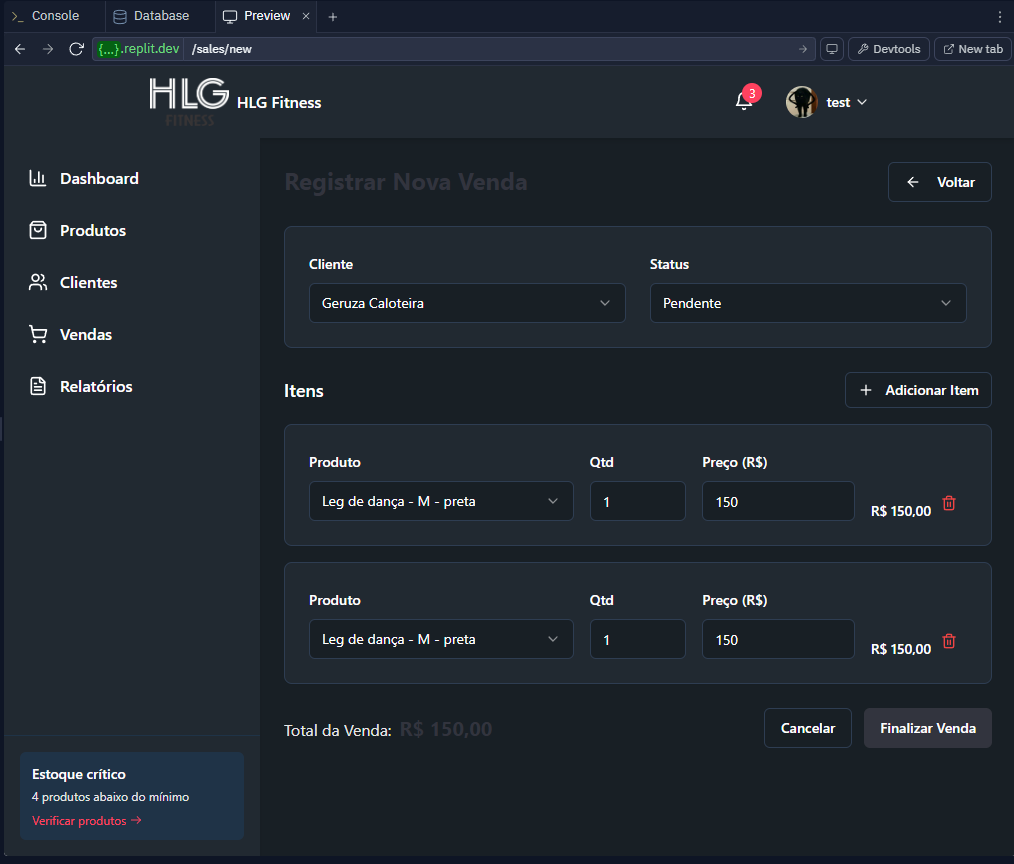 Console
Database
Preview
{...}.replit.dev /sales/new
Devtools
New tab
HLG
FITNESS
HLG Fitness
3
test
Dashboard
Produtos
Clientes
Vendas
Relatórios
Estoque crítico
4 produtos abaixo do mínimo
Verificar produtos →
Registrar Nova Venda
Voltar
Cliente
Status
Geruza Caloteira
Pendente
Itens
Adicionar Item
Produto
Qtd
Preço (R$)
Leg de dança - M - preta
1
150
R$ 150,00
Produto
Qtd
Preço (R$)
Leg de dança - M - preta
1
150
R$ 150,00
Total da Venda: R$ 150,00
Cancelar
Finalizar Venda